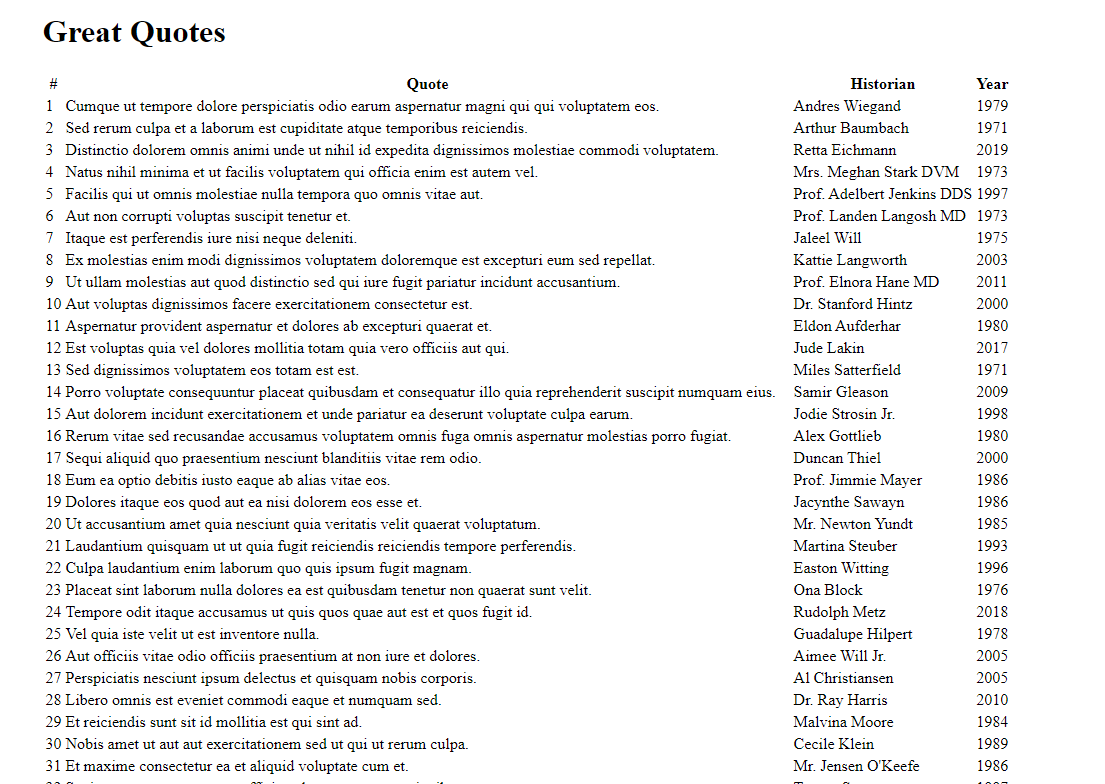 Great Quotes
# Quote Historian Year
1 Cumque ut tempore dolore perspiciatis odio earum aspernatur magni qui qui voluptatem eos. Andres Wiegand 1979
2 Sed rerum culpa et a laborum est cupiditate atque temporibus reiciendis. Arthur Baumbach 1971
3 Distinctio dolorem omnis animi unde ut nihil id expedita dignissimos molestiae commodi voluptatem. Retta Eichmann 2019
4 Natus nihil minima et ut facilis voluptatem qui officia enim est autem vel. Mrs. Meghan Stark DVM 1973
5 Facilis qui ut omnis molestiae nulla tempora quo omnis vitae aut. Prof. Adelbert Jenkins DDS 1997
6 Aut non corrupti voluptas suscipit tenetur et. Prof. Landen Langosh MD 1973
7 Itaque est perferendis iure nisi neque deleniti. Jaleel Will 1975
8 Ex molestias enim modi dignissimos voluptatem doloremque est excepturi eum sed repellat. Kattie Langworth 2003
9 Ut ullam molestias aut quod distinctio sed qui iure fugit pariatur incidunt accusantium. Prof. Elnora Hane MD 2011
10 Aut voluptas dignissimos facere exercitationem consectetur est. Dr. Stanford Hintz 2000
11 Aspernatur provident aspernatur et dolores ab excepturi quaerat et. Eldon Aufderhar 1980
12 Est voluptas quia vel dolores mollitia totam quia vero officiis aut qui. Jude Lakin 2017
13 Sed dignissimos voluptatem eos totam est est. Miles Satterfield 1971
14 Porro voluptate consequuntur placeat quibusdam et consequatur illo quia reprehenderit suscipit numquam eius. Samir Gleason 2009
15 Aut dolorem incidunt exercitationem et unde pariatur ea deserunt voluptate culpa earum. Jodie Strosin Jr. 1998
16 Rerum vitae sed recusandae accusamus voluptatem omnis fuga omnis aspernatur molestias porro fugiat. Alex Gottlieb 1980
17 Sequi aliquid quo praesentium nesciunt blanditiis vitae rem odio. Duncan Thiel 2000
18 Eum ea optio debitis iusto eaque ab alias vitae eos. Prof. Jimmie Mayer 1986
19 Dolores itaque eos quod aut ea nisi dolorem eos esse et. Jacynthe Sawayn 1986
20 Ut accusantium amet quia nesciunt quia veritatis velit quaerat voluptatum. Mr. Newton Yundt 1985
21 Laudantium quisquam ut ut quia fugit reiciendis reiciendis tempore perferendis. Martina Steuber 1993
22 Culpa laudantium enim laborum quo quis ipsum fugit magnam. Easton Witting 1996
23 Placeat sint laborum nulla dolores ea est quibusdam tenetur non quaerat sunt velit. Ona Block 1976
24 Tempore odit itaque accusamus ut quis quos quae aut est et quos fugit id. Rudolph Metz 2018
25 Vel quia iste velit ut est inventore nulla. Guadalupe Hilpert 1978
26 Aut officiis vitae odio officiis praesentium at non iure et dolores. Aimee Will Jr. 2005
27 Perspiciatis nesciunt ipsum delectus et quisquam nobis corporis. Al Christiansen 2005
28 Libero omnis est eveniet commodi eaque et numquam sed. Dr. Ray Harris 2010
29 Et reiciendis sunt sit id mollitia est qui sint ad. Malvina Moore 1984
30 Nobis amet ut aut aut exercitationem sed ut qui ut rerum culpa. Cecile Klein 1989
31 Et maxime consectetur ea et aliquid voluptate cum et. Mr. Jensen O'Keefe 1986